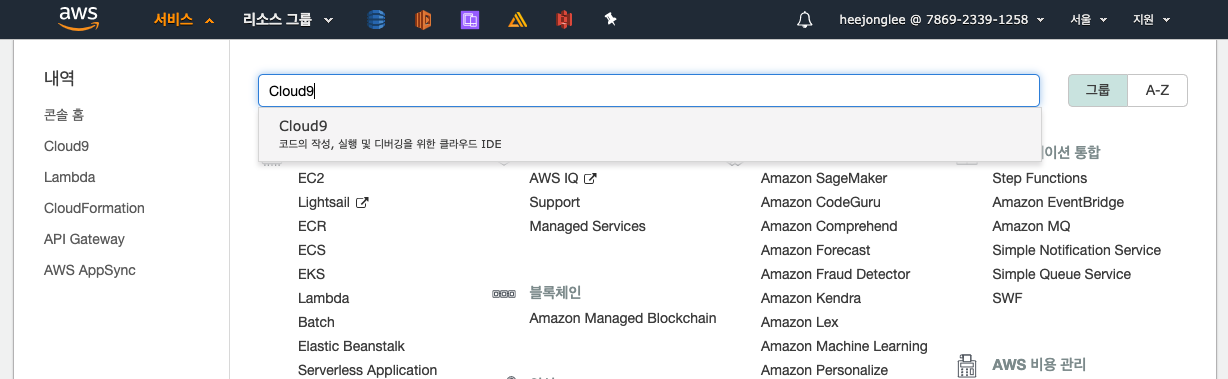 aws
서비스
리소스 그룹
heejonglee @ 7869-2339-1258
서울
지원
내역
콘솔 홈
Cloud9
Lambda
CloudFormation
API Gateway
AWS AppSync
Cloud9
그룹
A-Z
Cloud9
코드의 작성, 실행 및 디버깅을 위한 클라우드 IDE
EC2
Lightsail
ECR
ECS
EKS
Lambda
Batch
Elastic Beanstalk
Serverless Application
AWS IQ
Support
Managed Services
블록체인
Amazon Managed Blockchain
Amazon SageMaker
Amazon CodeGuru
Amazon Comprehend
Amazon Forecast
Amazon Fraud Detector
Amazon Kendra
Amazon Lex
Amazon Machine Learning
Amazon Personalize
이션 통합
Step Functions
Amazon EventBridge
Amazon MQ
Simple Notification Service
Simple Queue Service
SWF
AWS 비용 관리